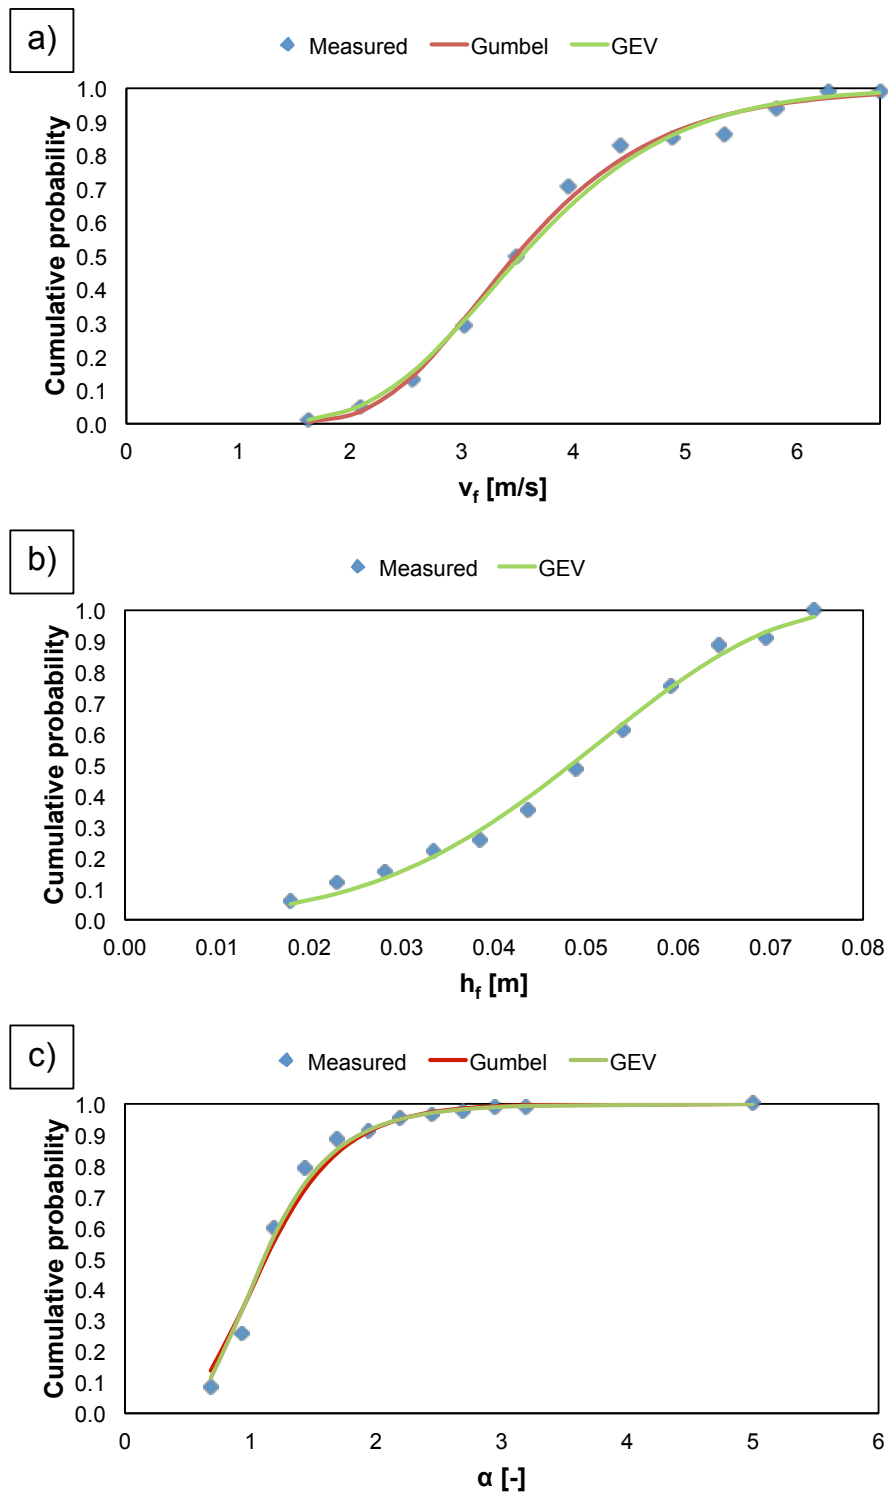 a)
Measured Gumbel GEV
Cumulative probability
1.0
0.9
0.8
0.7
0.6
0.5
0.4
0.3
0.2
0.1
0.0
0 1 2 3 4 5 6
v_f [m/s]
b)
Measured GEV
Cumulative probability
1.0
0.9
0.8
0.7
0.6
0.5
0.4
0.3
0.2
0.1
0.0
0.00 0.01 0.02 0.03 0.04 0.05 0.06 0.07 0.08
h_f [m]
c)
Measured Gumbel GEV
Cumulative probability
1.0
0.9
0.8
0.7
0.6
0.5
0.4
0.3
0.2
0.1
0.0
0 1 2 3 4 5 6
α [-]